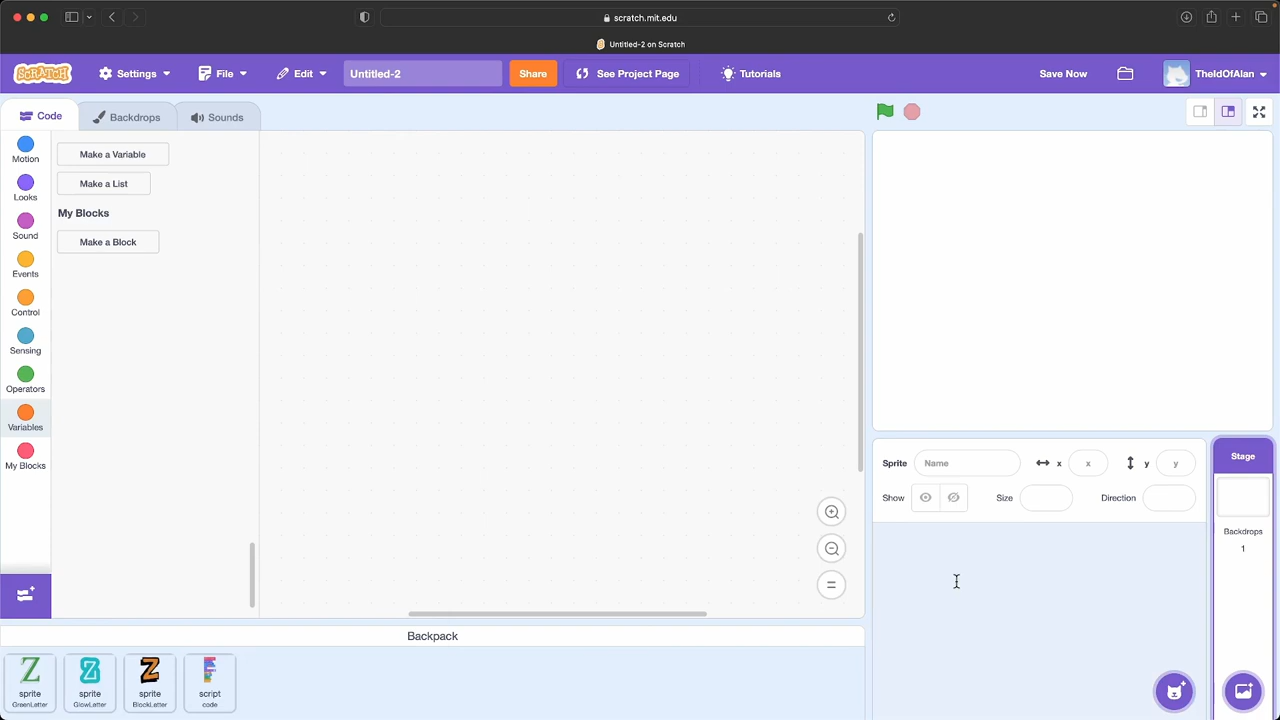 scratch.mit.edu
Untitled-2 on Scratch
SCRATCH
Settings
File
Edit
Untitled-2
Share
See Project Page
Tutorials
Save Now
TheIdOfAlan
Code
Backdrops
Sounds
Motion
Looks
Sound
Events
Control
Sensing
Operators
Variables
My Blocks
Make a Variable
Make a List
My Blocks
Make a Block
Sprite
Name
x
x
y
y
Show
Size
Direction
Stage
Backdrops
1
Backpack
Z
sprite
GreenLetter
Z
sprite
GlowLetter
Z
sprite
BlockLetter
script
code